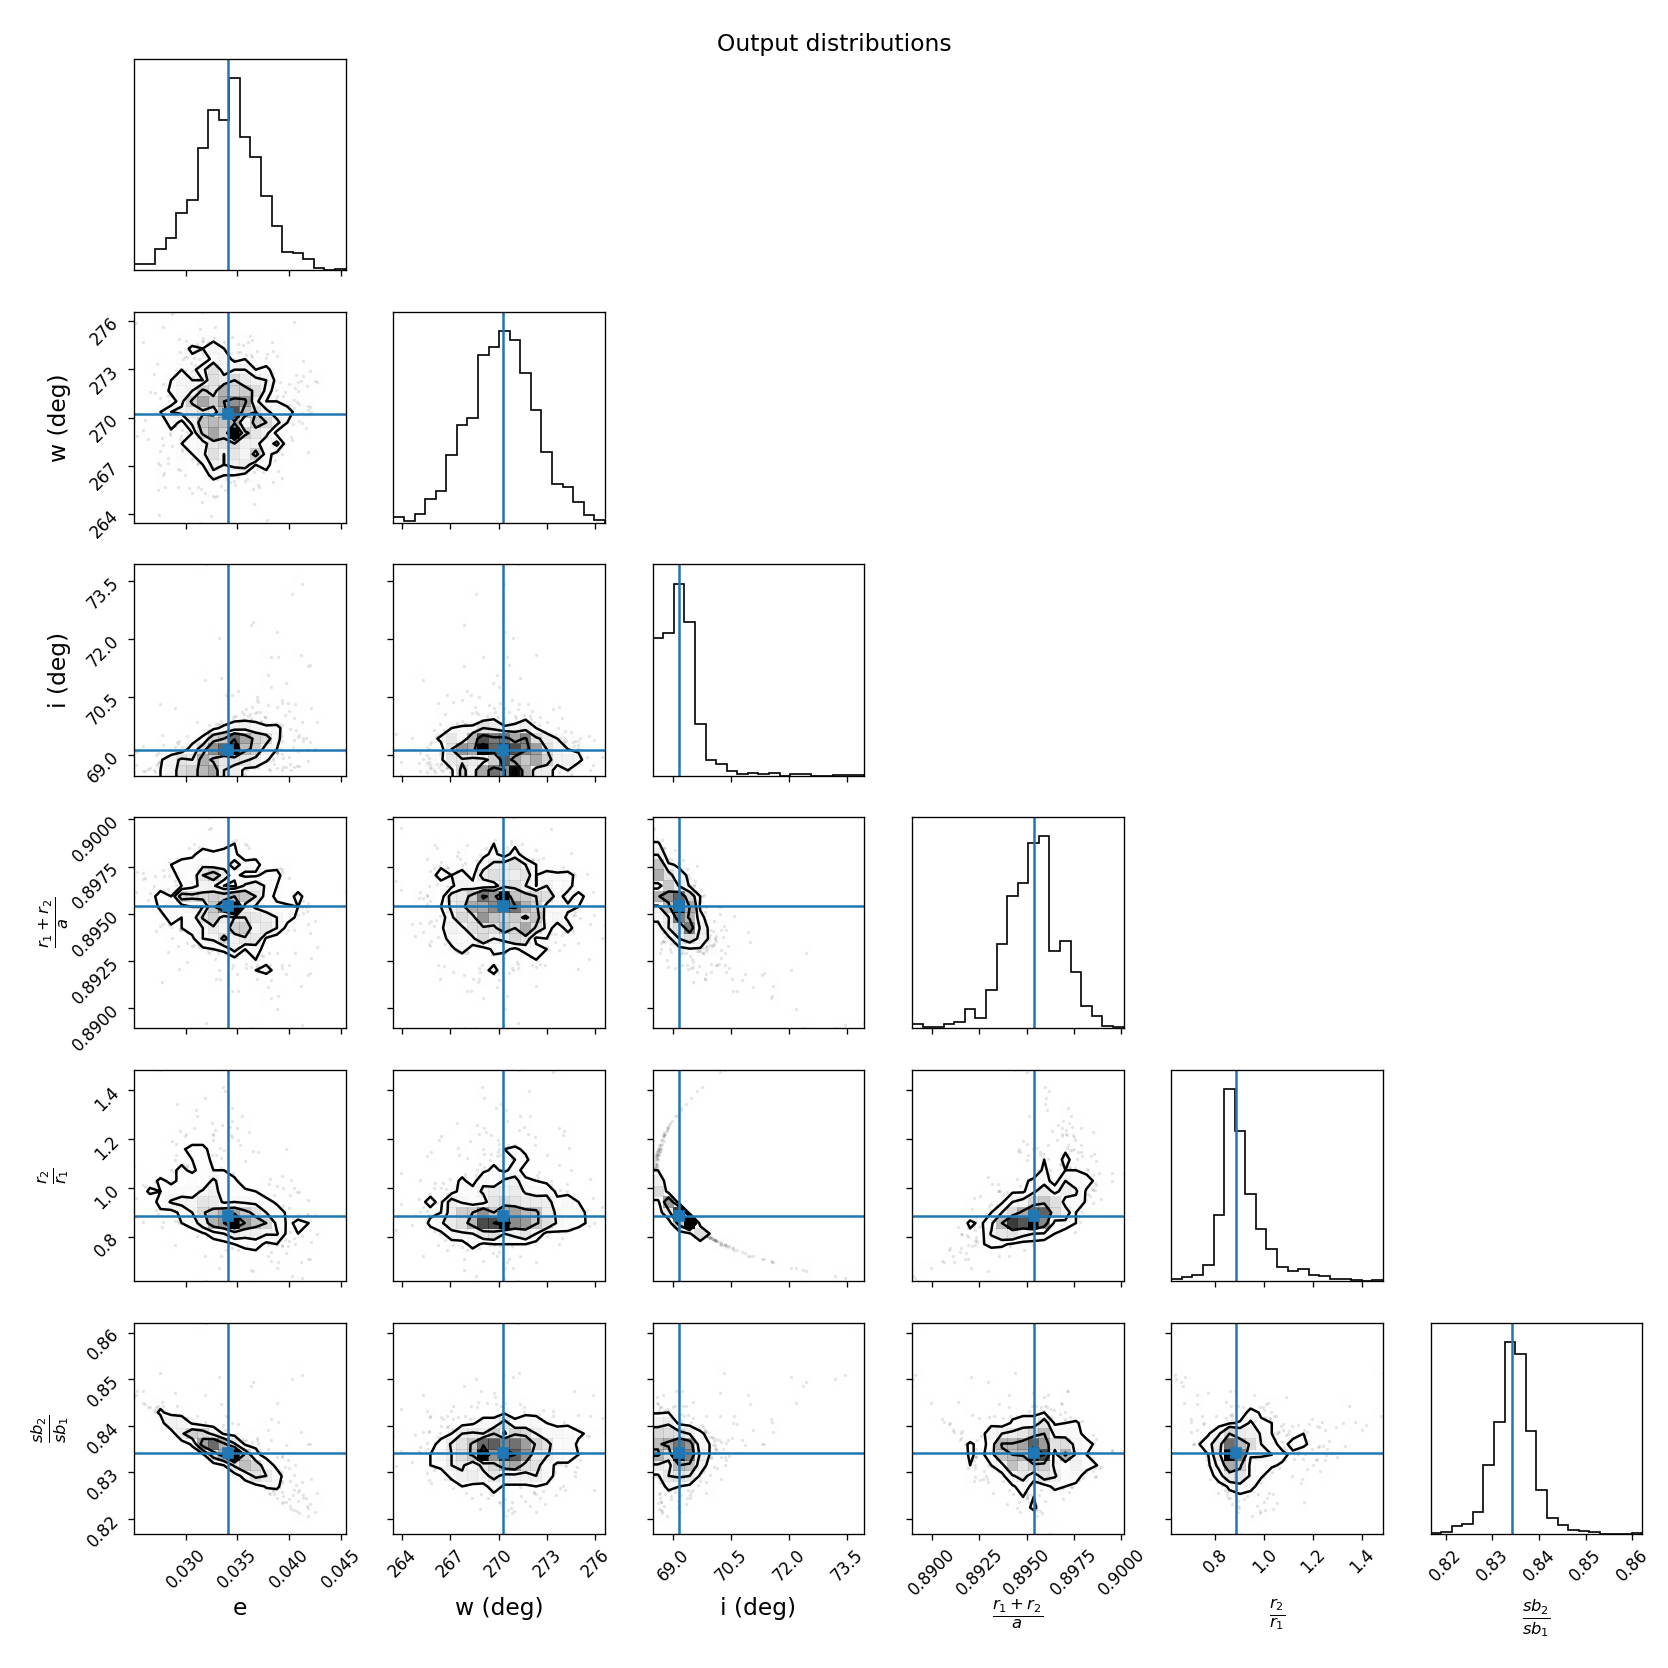 Output distributions
276
273
270
267
264
w (deg)
73.5
72.0
70.5
69.0
i (deg)
0.9000
0.8975
0.8950
0.8925
0.8900
r₁ + r₂
a
1.4
1.2
1.0
0.8
r₂
r₁
0.86
0.85
0.84
0.83
0.82
sb₂
sb₁
0.030 0.035 0.040 0.045
264 267 270 273 276
69.0 70.5 72.0 73.5
0.8900 0.8925 0.8950 0.8975 0.9000
0.8 1.0 1.2 1.4
0.82 0.83 0.84 0.85 0.86
e
w (deg)
i (deg)
r₁ + r₂
a
r₂
r₁
sb₂
sb₁